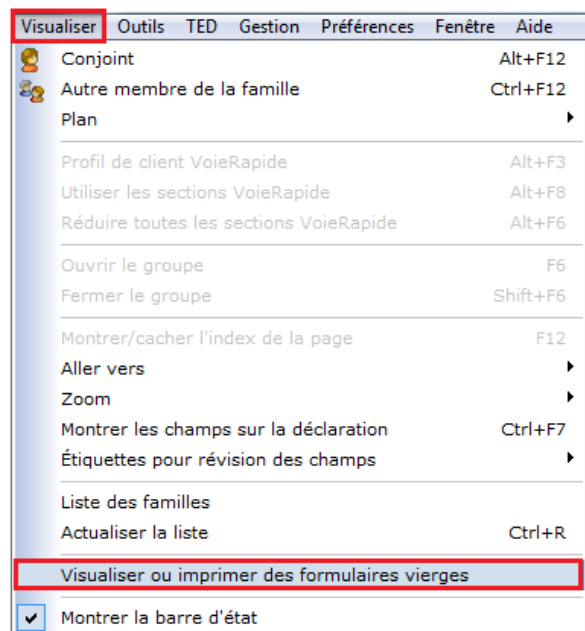 Visualiser Outils TED Gestion Préférences Fenêtre Aide
Conjoint Alt+F12
Autre membre de la famille Ctrl+F12
Plan
Profil de client VoieRapide Alt+F3
Utiliser les sections VoieRapide Alt+F8
Réduire toutes les sections VoieRapide Alt+F6
Ouvrir le groupe F6
Fermer le groupe Shift+F6
Montrer/cacher l'index de la page F12
Aller vers
Zoom
Montrer les champs sur la déclaration Ctrl+F7
Étiquettes pour révision des champs
Liste des familles
Actualiser la liste Ctrl+R
Visualiser ou imprimer des formulaires vierges
Montrer la barre d'état